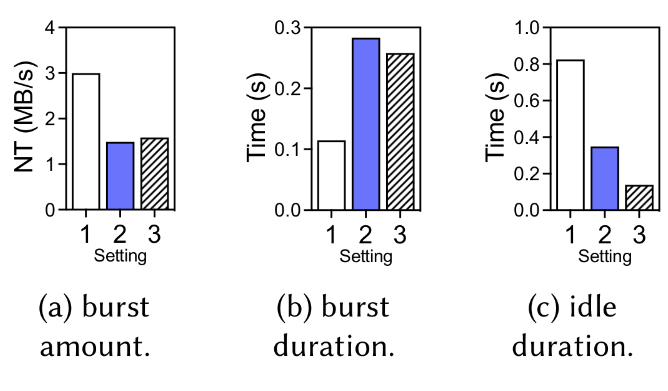 NT (MB/s)
4
3
2
1
0
1 2 3
Setting
(a) burst
amount.
Time (s)
0.3
0.2
0.1
0.0
1 2 3
Setting
(b) burst
duration.
Time (s)
1.0
0.8
0.6
0.4
0.2
0.0
1 2 3
Setting
(c) idle
duration.